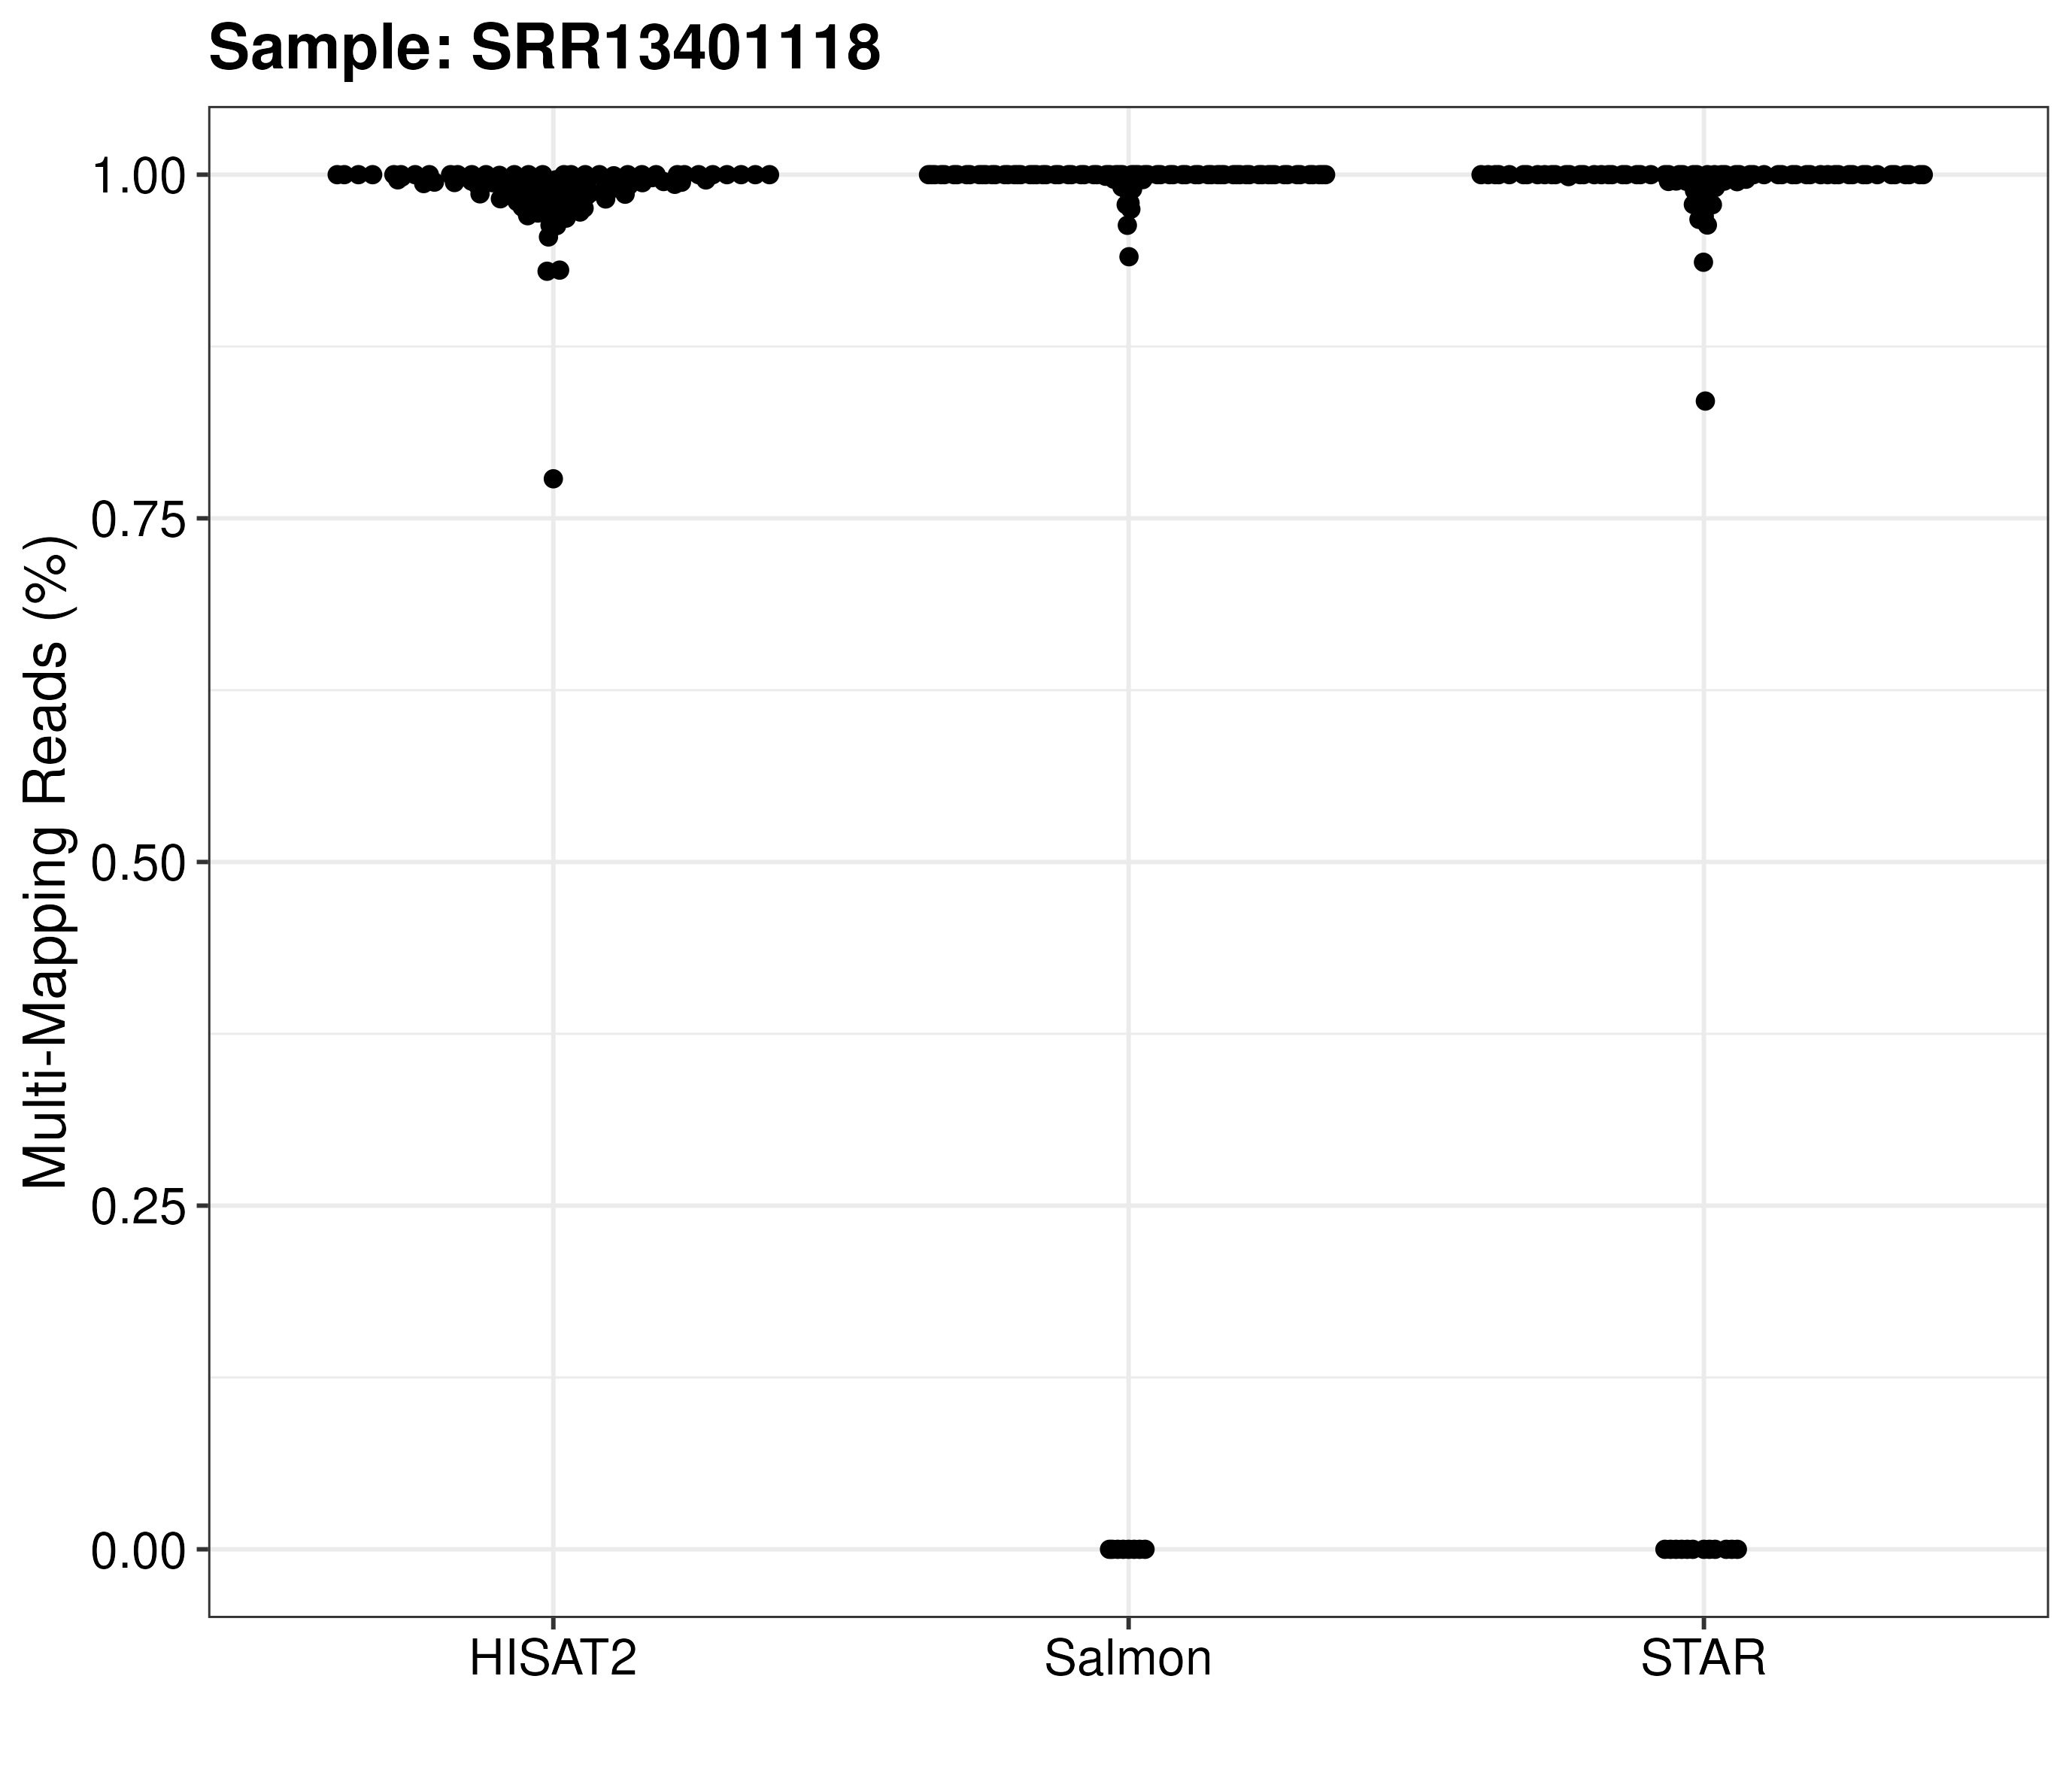 Sample: SRR13401118
Multi-Mapping Reads (%)
1.00
0.75
0.50
0.25
0.00
HISAT2
Salmon
STAR